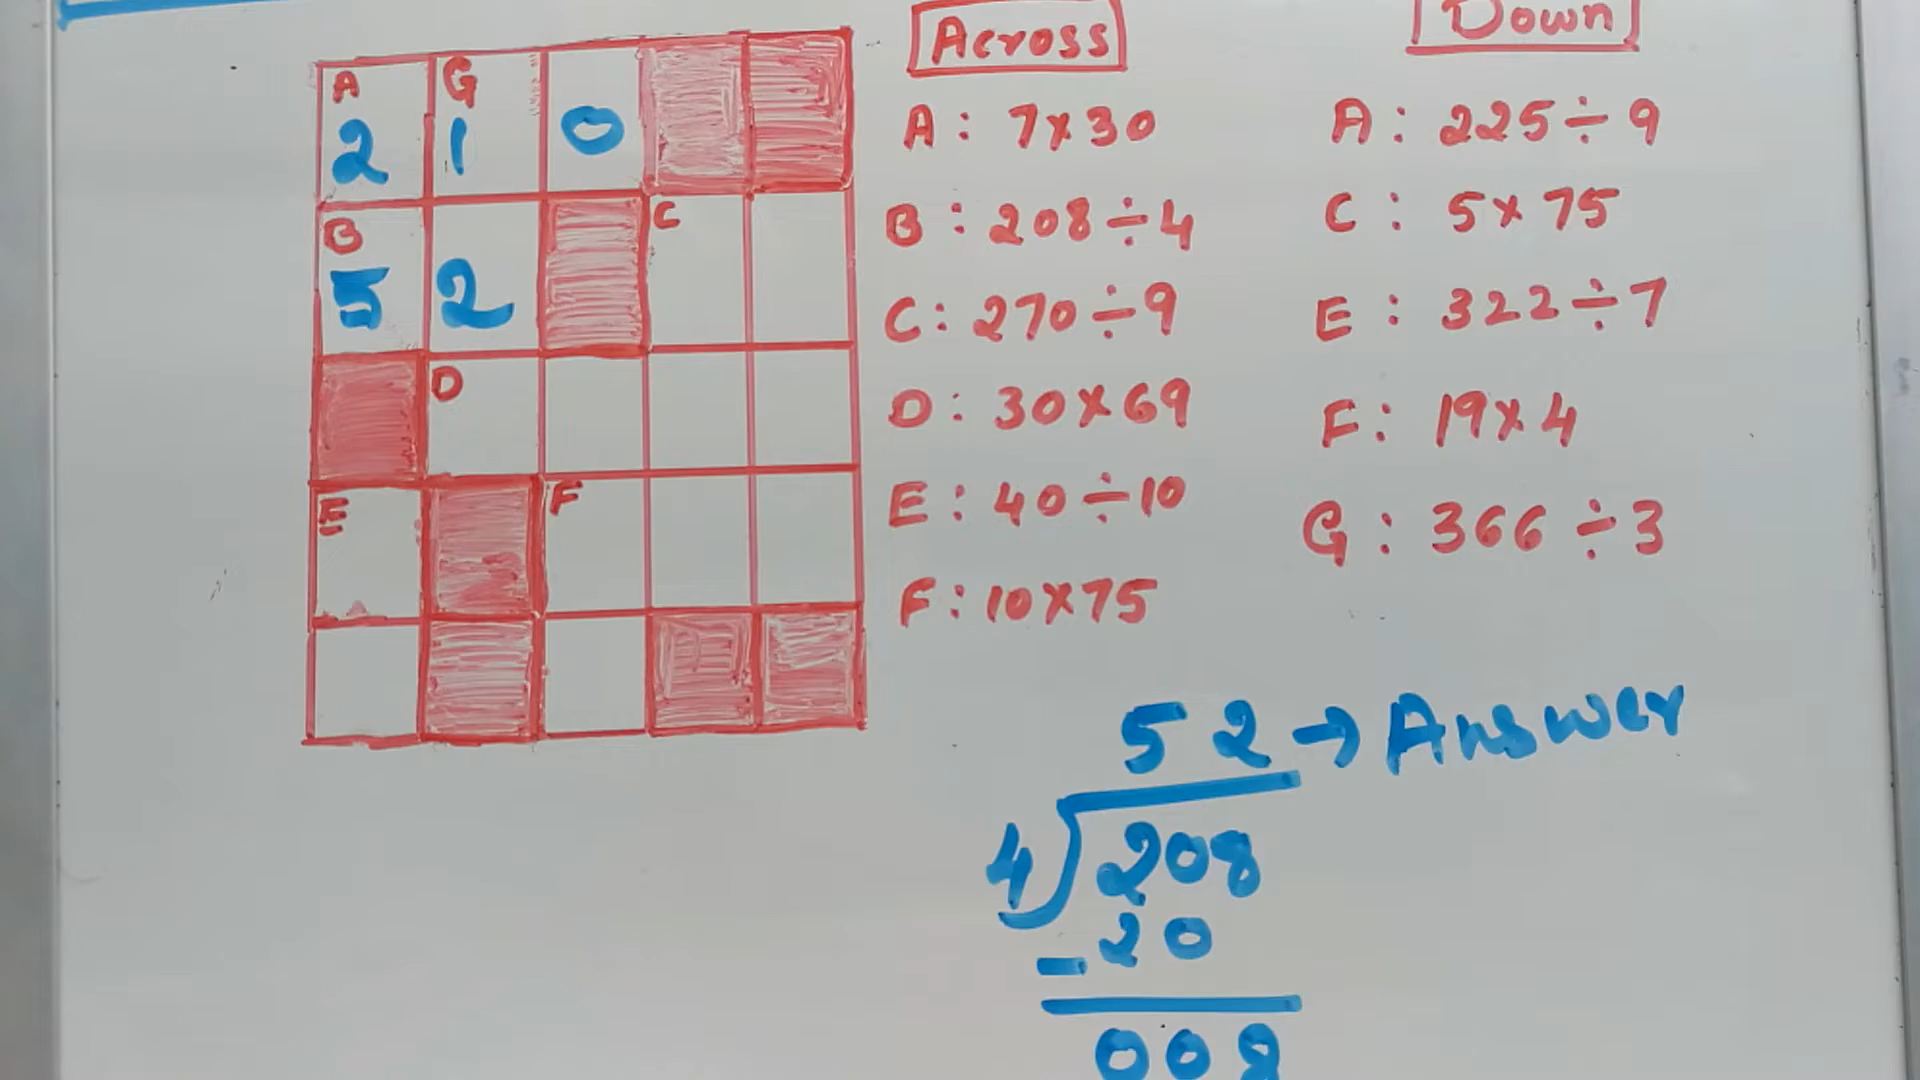 Across
Down
A G
2 1 0
B C
5 2
D
E F
A: 7x30
B: 208÷4
C: 270÷9
D: 30x69
E: 40÷10
F: 10x75
A: 225÷9
C: 5x75
E: 322÷7
F: 19x4
G: 366÷3
52→Answer
4)208
-20
008